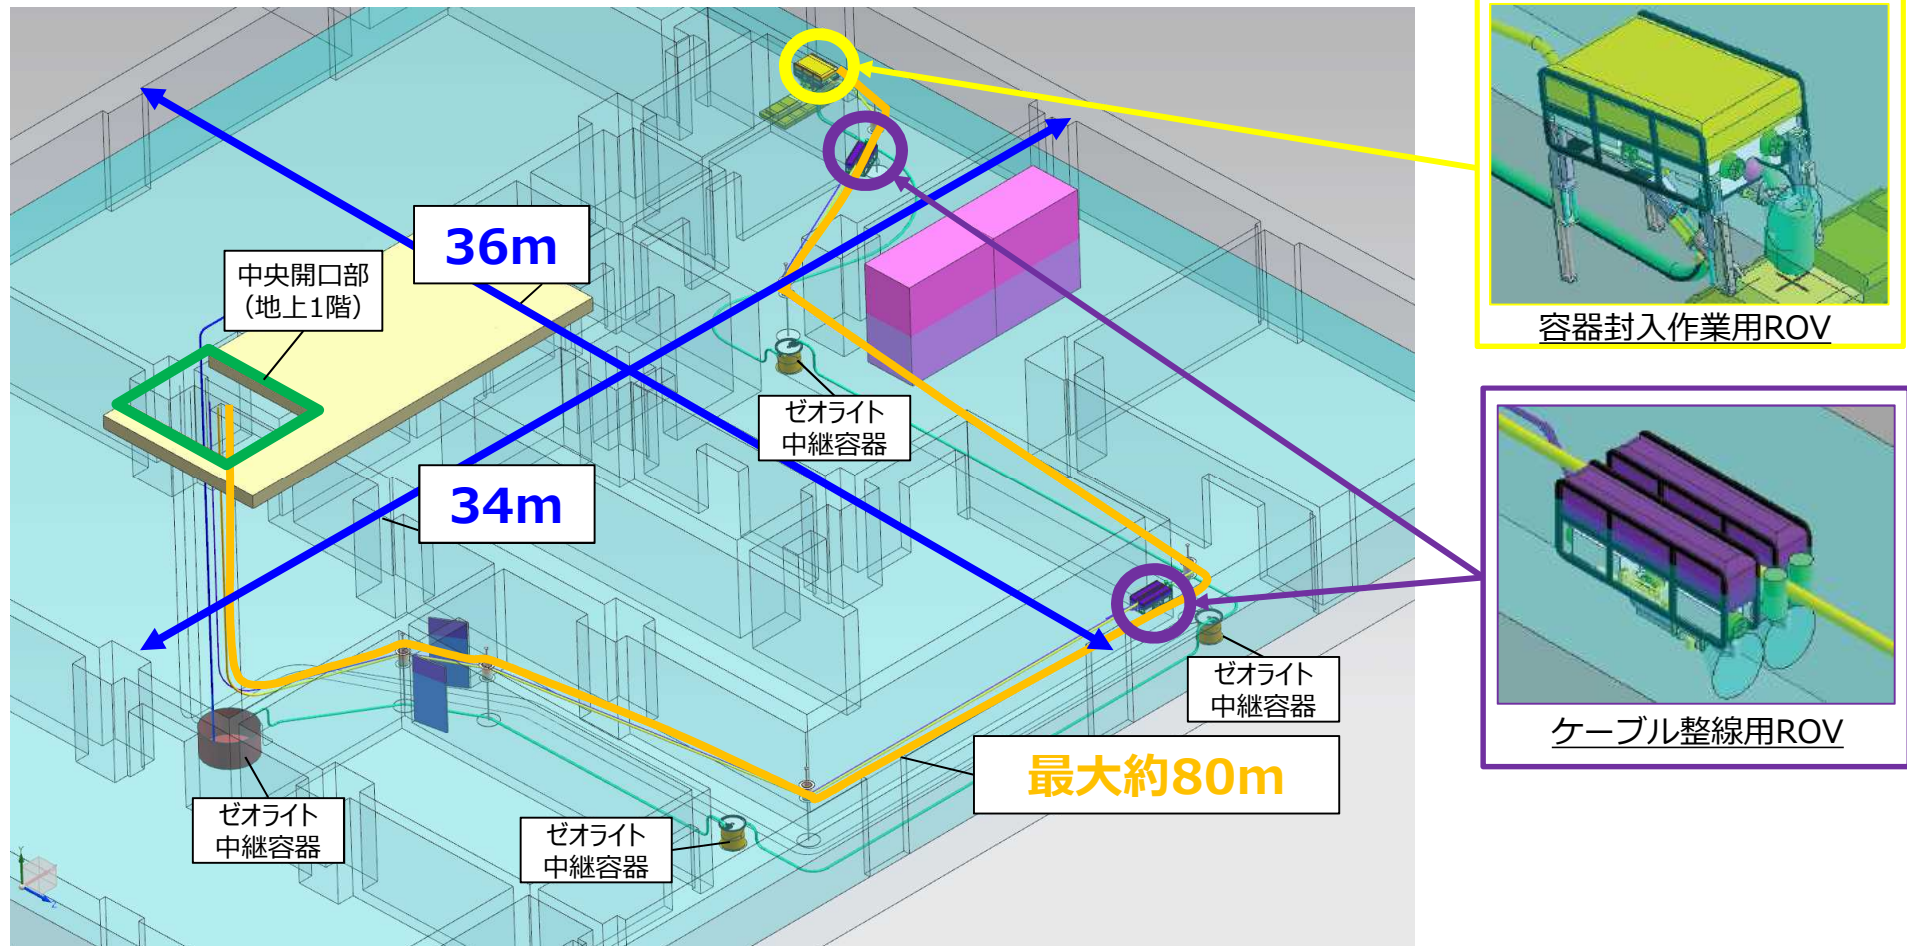 36m
中央開口部
（地上1階）
34m
ゼオライト
中継容器
ゼオライト
中継容器
最大約80m
ゼオライト
中継容器
ゼオライト
中継容器
容器封入作業用ROV
ケーブル整線用ROV
Y
Z